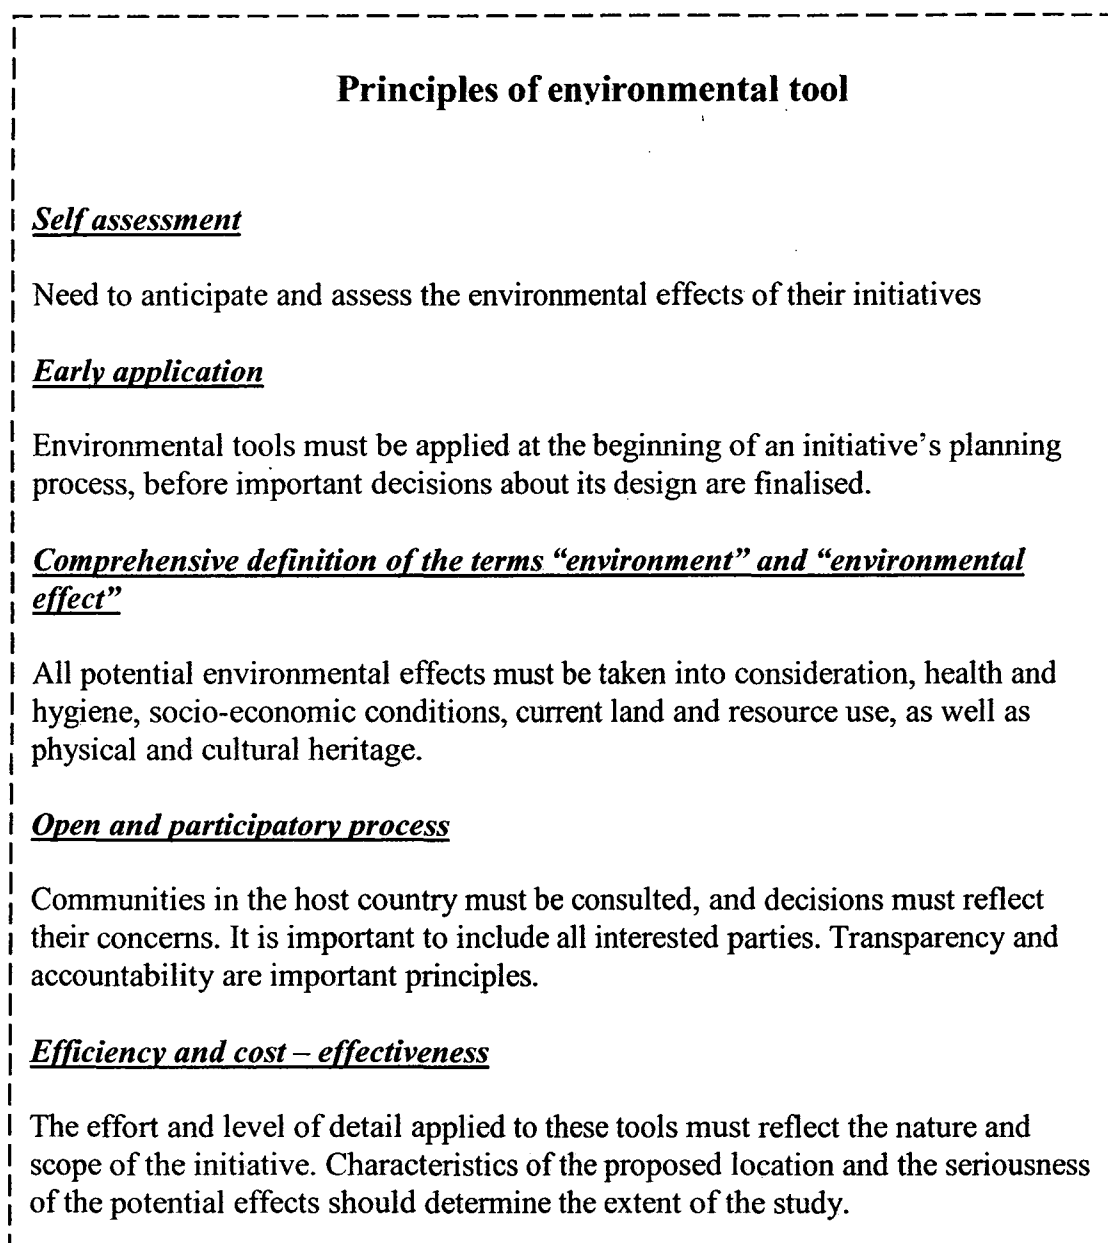 Principles of environmental tool
Self assessment
Need to anticipate and assess the environmental effects of their initiatives
Early application
Environmental tools must be applied at the beginning of an initiative's planning
process, before important decisions about its design are finalised.
Comprehensive definition of the terms “environment” and “environmental
effect”
All potential environmental effects must be taken into consideration, health and
hygiene, socio-economic conditions, current land and resource use, as well as
physical and cultural heritage.
Open and participatory process
Communities in the host country must be consulted, and decisions must reflect
their concerns. It is important to include all interested parties. Transparency and
accountability are important principles.
Efficiency and cost – effectiveness
The effort and level of detail applied to these tools must reflect the nature and
scope of the initiative. Characteristics of the proposed location and the seriousness
of the potential effects should determine the extent of the study.